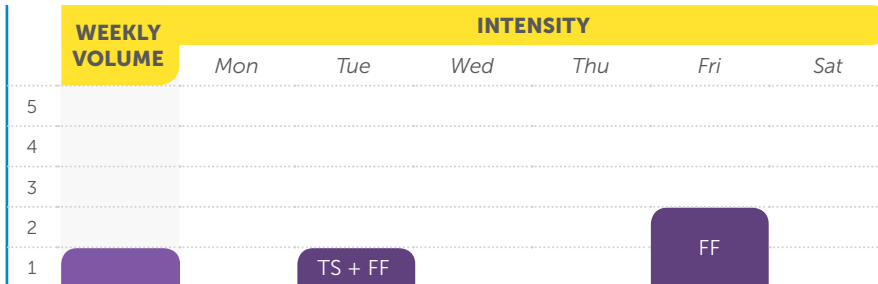 WEEKLY
VOLUME
INTENSITY
Mon Tue Wed Thu Fri Sat
5
4
3
2
FF
1
TS + FF